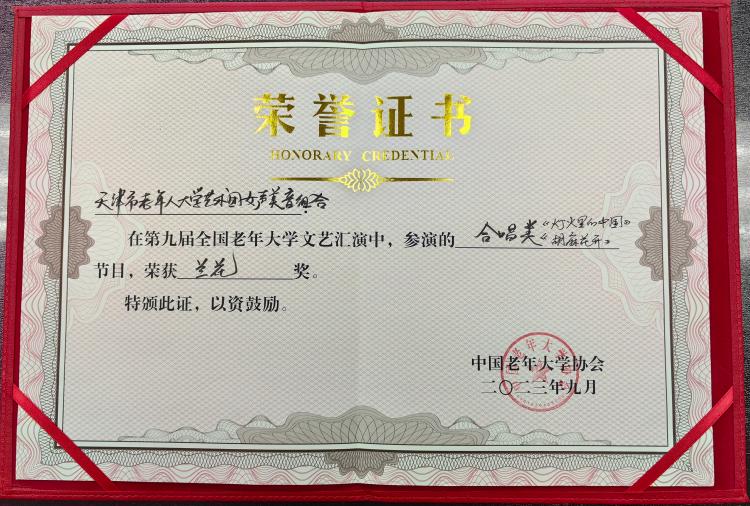 荣誉证书
HONORARY CREDENTIAL
天津市老年人大学艺术团女声美音组合
在第九届全国老年大学文艺汇演中，参演的 合唱类《灯火里的中国》
《胡麻花开》
节目，荣获 兰花 奖。
特颁此证，以资鼓励。
中国老年大学协会
二〇二三年九月